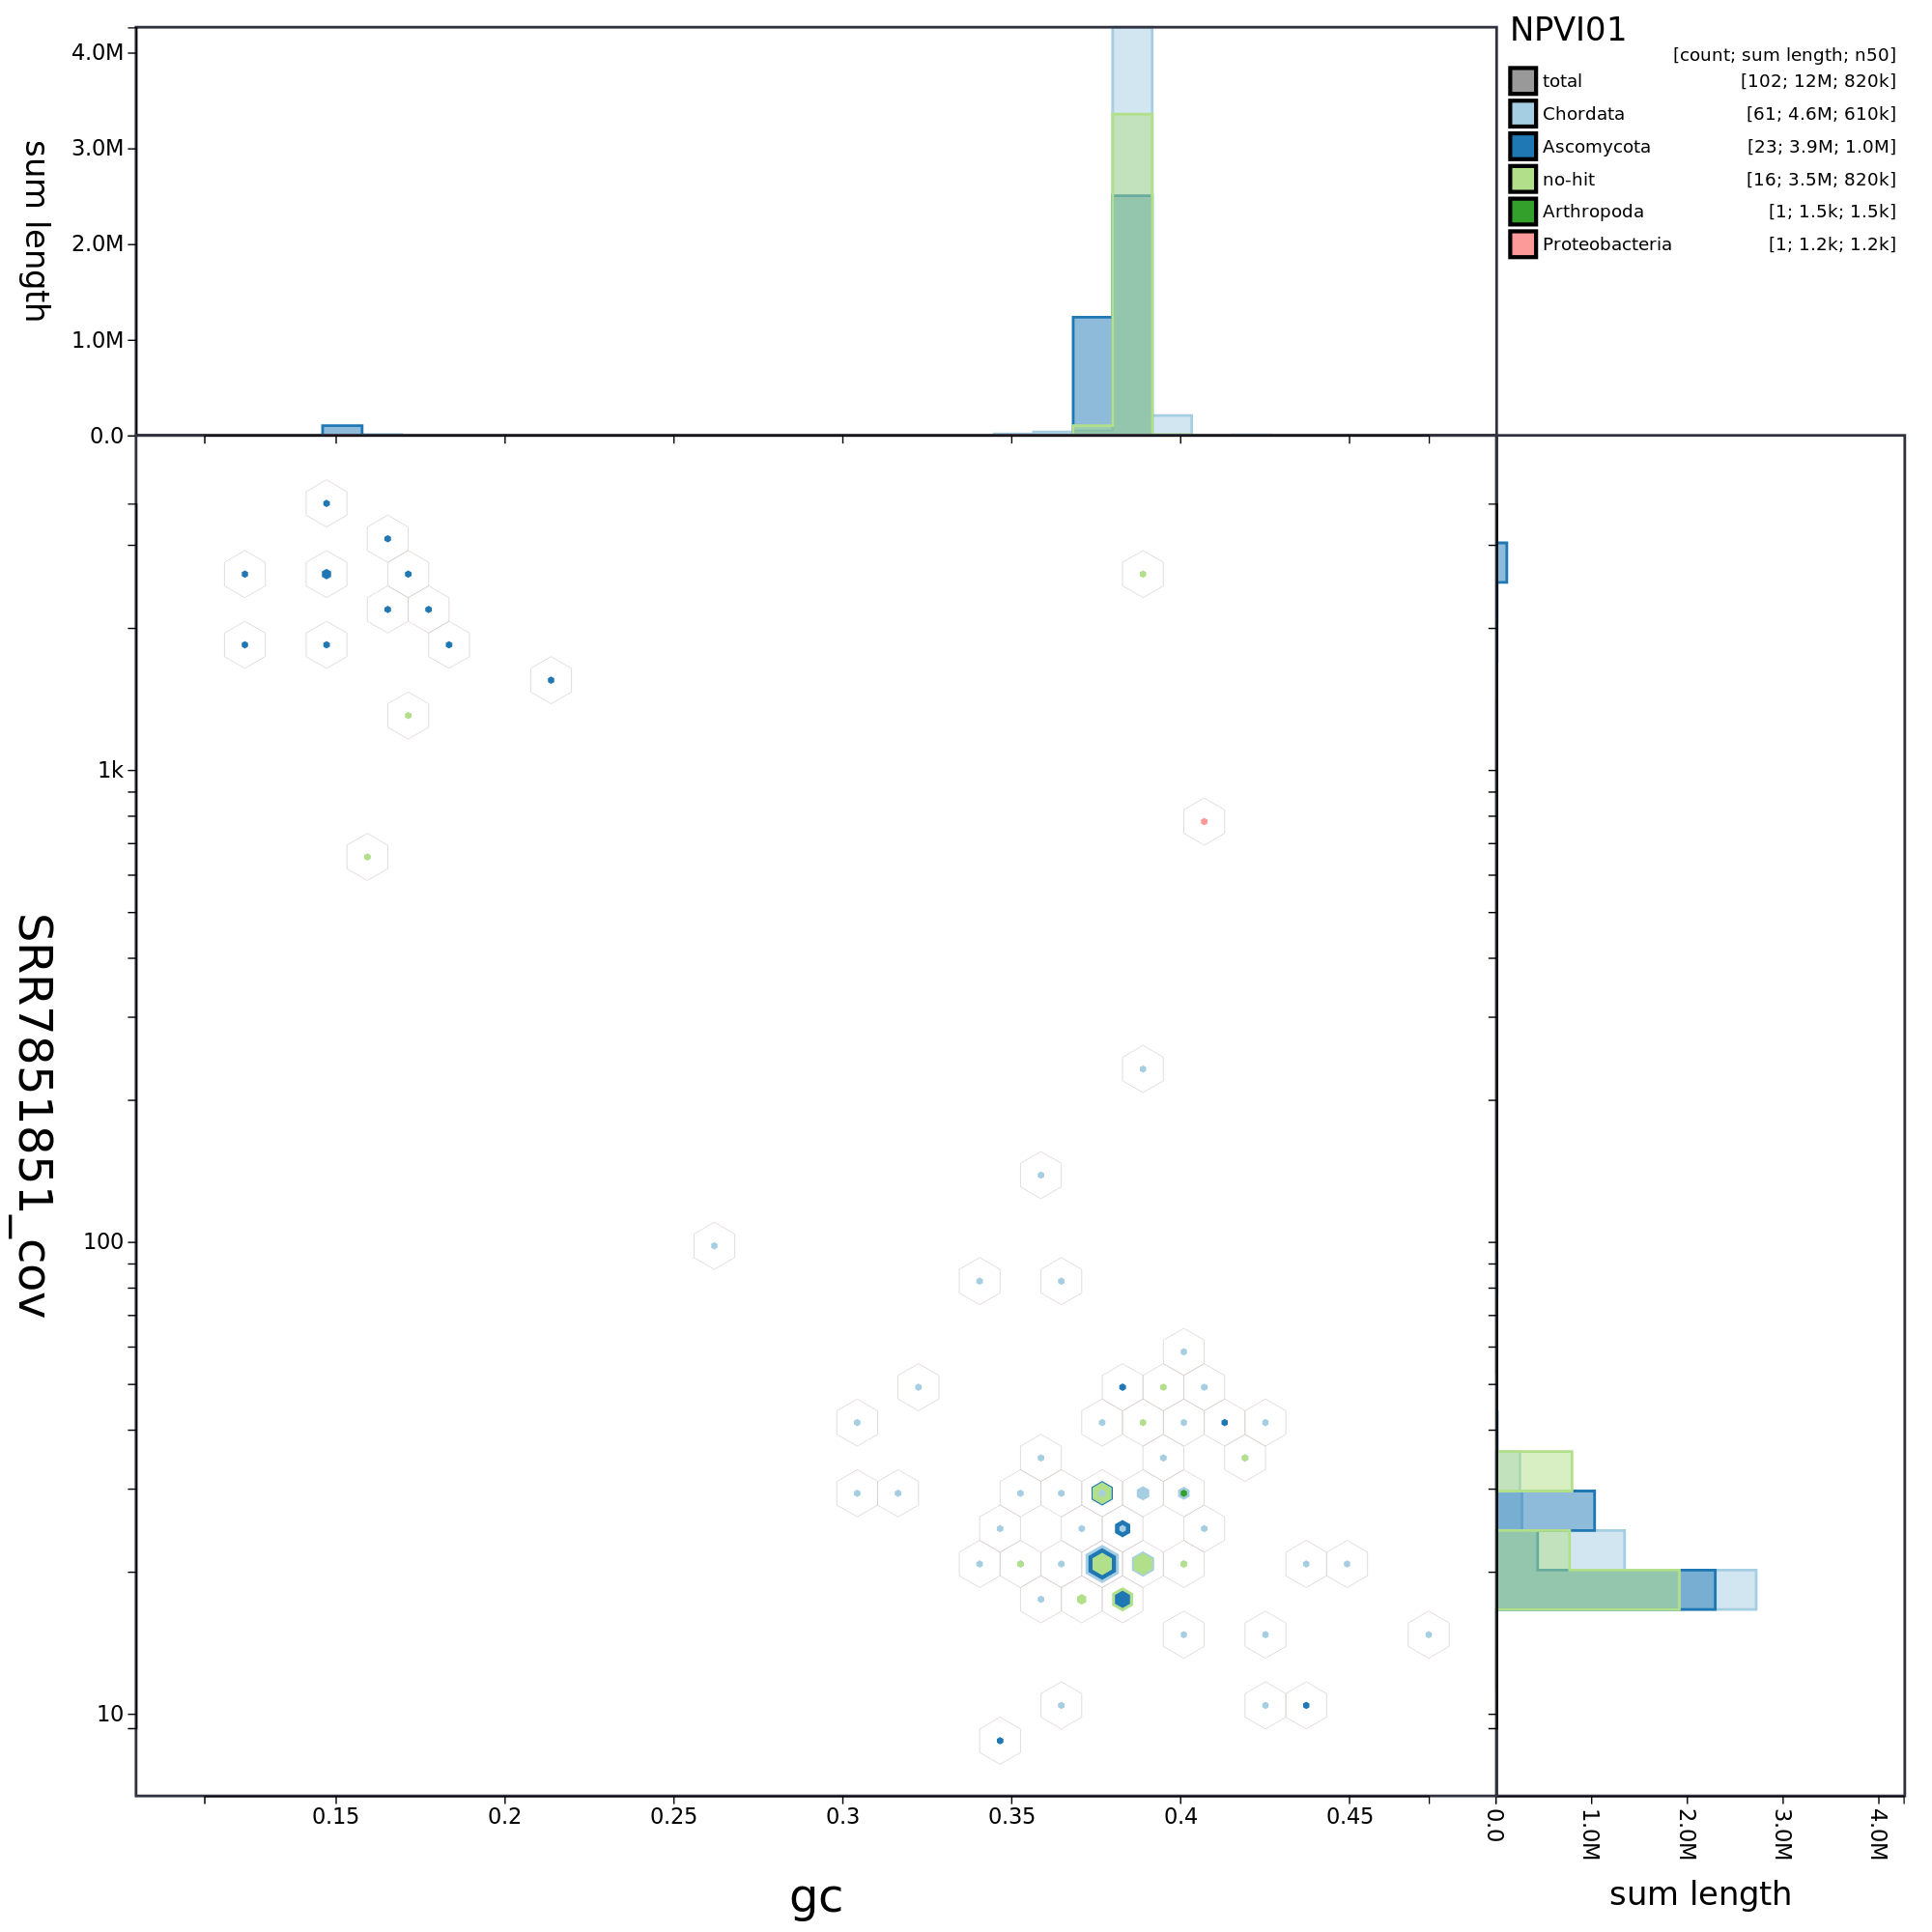 NPVI01
[count; sum length; n50]
total [102; 12M; 820k]
Chordata [61; 4.6M; 610k]
Ascomycota [23; 3.9M; 1.0M]
no-hit [16; 3.5M; 820k]
Arthropoda [1; 1.5k; 1.5k]
Proteobacteria [1; 1.2k; 1.2k]
sum length
4.0M
3.0M
2.0M
1.0M
0.0
SRR7851851_cov
1k
100
10
0.15 0.2 0.25 0.3 0.35 0.4 0.45
gc
0.0 1.0M 2.0M 3.0M 4.0M
sum length